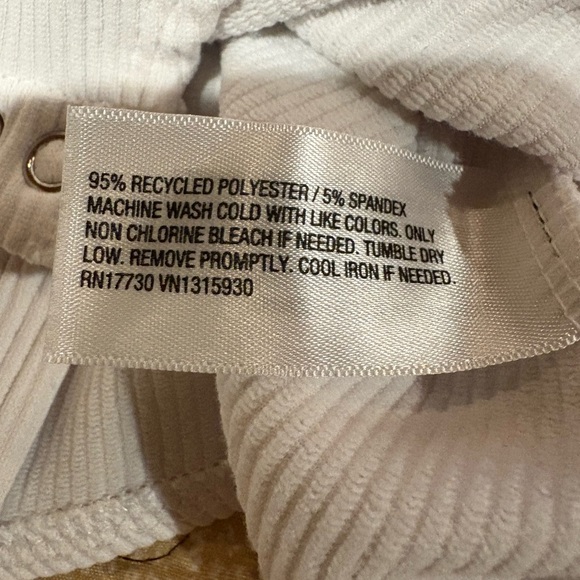 95% RECYCLED POLYESTER / 5% SPANDEX
MACHINE WASH COLD WITH LIKE COLORS. ONLY
NON CHLORINE BLEACH IF NEEDED. TUMBLE DRY
LOW. REMOVE PROMPTLY. COOL IRON IF NEEDED.
RN17730 VN1315930